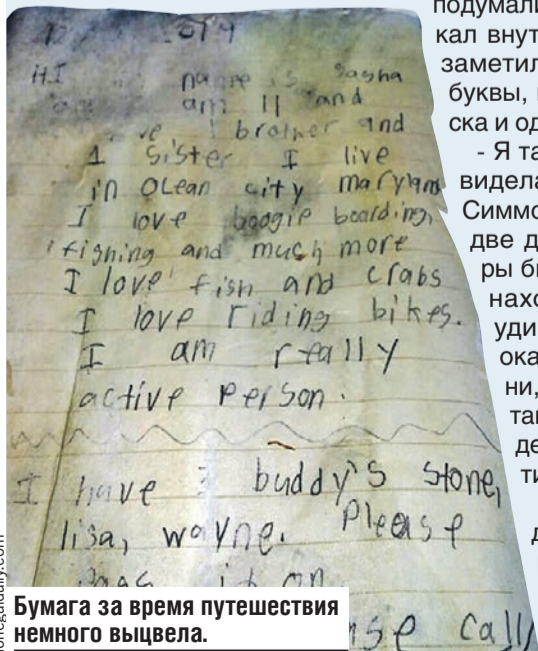 HI name is Sasha
am 11 and
brother and
1 sister I live
in Ocean city maryland
I love boogie boarding,
fishing and much more
I love fish and crabs
I love riding bikes.
I am really
active person.
I have 3 buddy's stone,
lisa, wayne. Please
it on.
call
Бумага за время путешествия
немного выцвела.
подумали
кал внут
заметил
буквы,
ска и од
- Я та
видела
Симмо
две д
ры б
нахо
уди
ока
ни,
та
де
ти
д